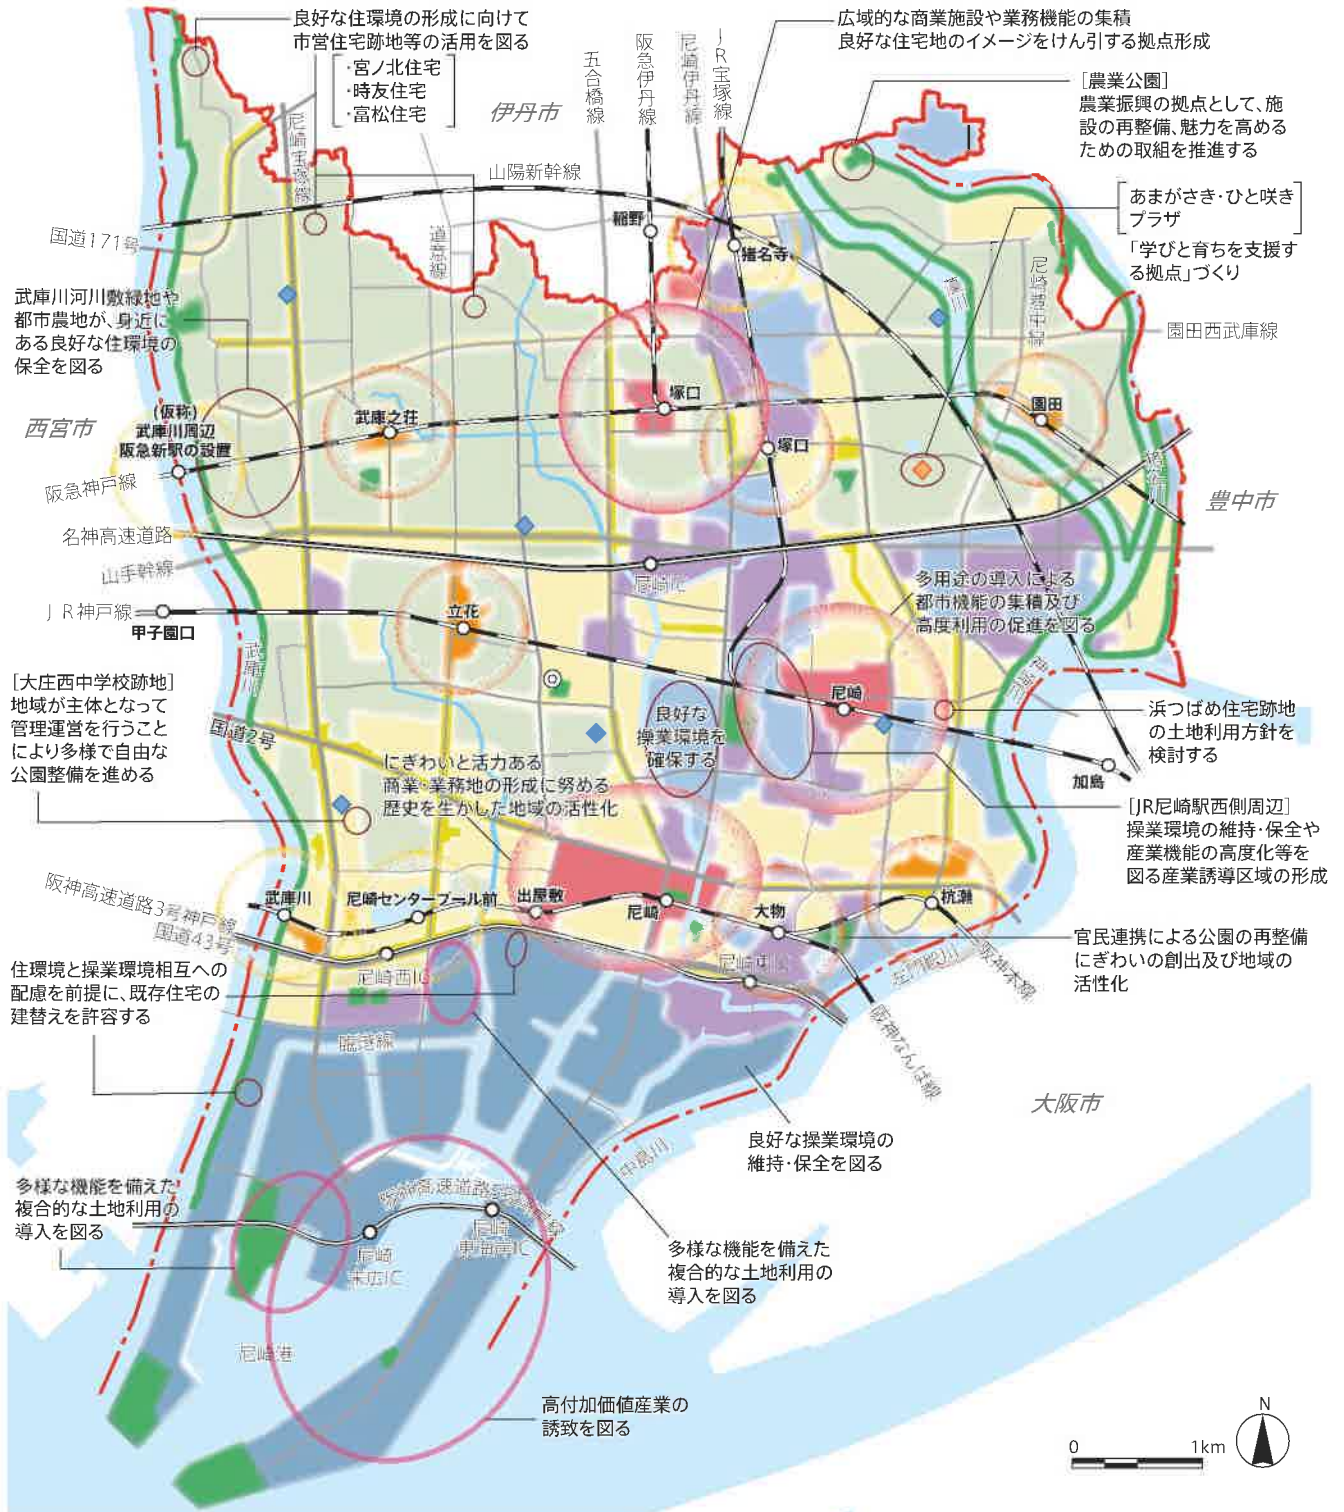 良好な住環境の形成に向けて
市営住宅跡地等の活用を図る
・宮ノ北住宅
・時友住宅
・富松住宅
広域的な商業施設や業務機能の集積
良好な住宅地のイメージをけん引する拠点形成
[農業公園]
農業振興の拠点として、施
設の再整備、魅力を高める
ための取組を推進する
あまがさき・ひと咲き
プラザ
「学びと育ちを支援す
る拠点」づくり
伊丹市
五合橋線
阪急伊丹線
尼崎伊丹線
JR宝塚線
尼崎宝塚線
山陽新幹線
道意線
稲野
猪名寺
藻川
尼崎豊中線
国道171号
園田西武庫線
武庫川河川敷緑地や
都市農地が、身近に
ある良好な住環境の
保全を図る
西宮市
(仮称)
武庫川周辺
阪急新駅の設置
武庫之荘
塚口
塚口
園田
阪急神戸線
豊中市
名神高速道路
山手幹線
尼崎IC
JR神戸線
甲子園口
立花
多用途の導入による
都市機能の集積及び
高度利用の促進を図る
武庫川
神崎川
[大庄西中学校跡地]
地域が主体となって
管理運営を行うこと
により多様で自由な
公園整備を進める
国道2号
尼崎
良好な
操業環境を
確保する
浜つばめ住宅跡地
の土地利用方針を
検討する
加島
にぎわいと活力ある
商業・業務地の形成に努める
歴史を生かした地域の活性化
[JR尼崎駅西側周辺]
操業環境の維持・保全や
産業機能の高度化等を
図る産業誘導区域の形成
阪神高速道路3号神戸線
国道43号
武庫川
尼崎センタープール前
出屋敷
尼崎
大物
杭瀬
官民連携による公園の再整備
にぎわいの創出及び地域の
活性化
尼崎西IC
尼崎東IC
左門殿川
阪神本線
阪神なんば線
住環境と操業環境相互への
配慮を前提に、既存住宅の
建替えを許容する
臨港線
大阪市
良好な操業環境の
維持・保全を図る
中島川
多様な機能を備えた
複合的な土地利用の
導入を図る
尼崎
末広IC
尼崎
東海岸IC
多様な機能を備えた
複合的な土地利用の
導入を図る
尼崎港
高付加価値産業の
誘致を図る
N
0 1km